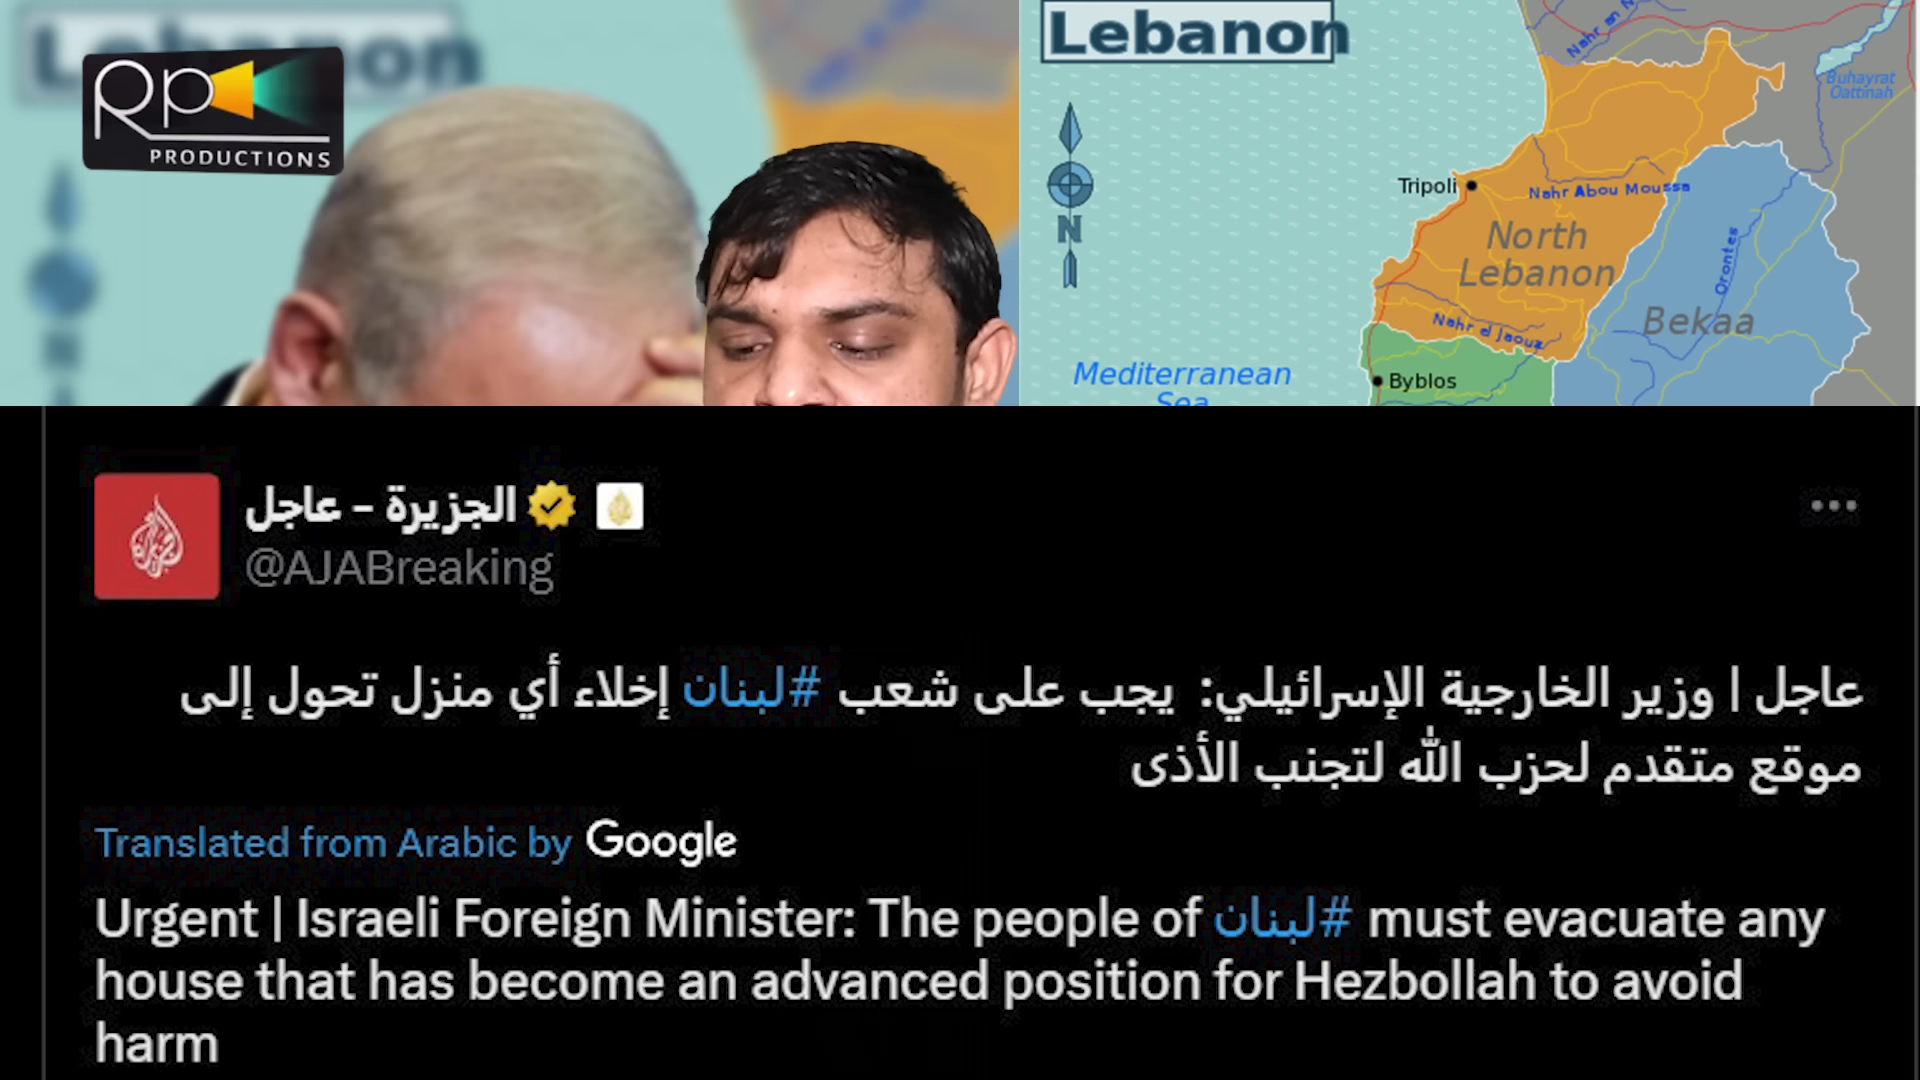 Rp
PRODUCTIONS
Lebanon
Nahr an N
Buhayrat
Qattinah
Tripoli
Nahr Abou Moussa
North
Lebanon
Orontes
Bekaa
Nahr el Jaouz
Mediterranean
Sea
Byblos
N
الجزيرة - عاجل
@AJABreaking
عاجل | وزير الخارجية الإسرائيلي: يجب على شعب #لبنان إخلاء أي منزل تحول إلى
موقع متقدم لحزب الله لتجنب الأذى
Translated from Arabic by Google
Urgent | Israeli Foreign Minister: The people of #لبنان must evacuate any
house that has become an advanced position for Hezbollah to avoid
harm